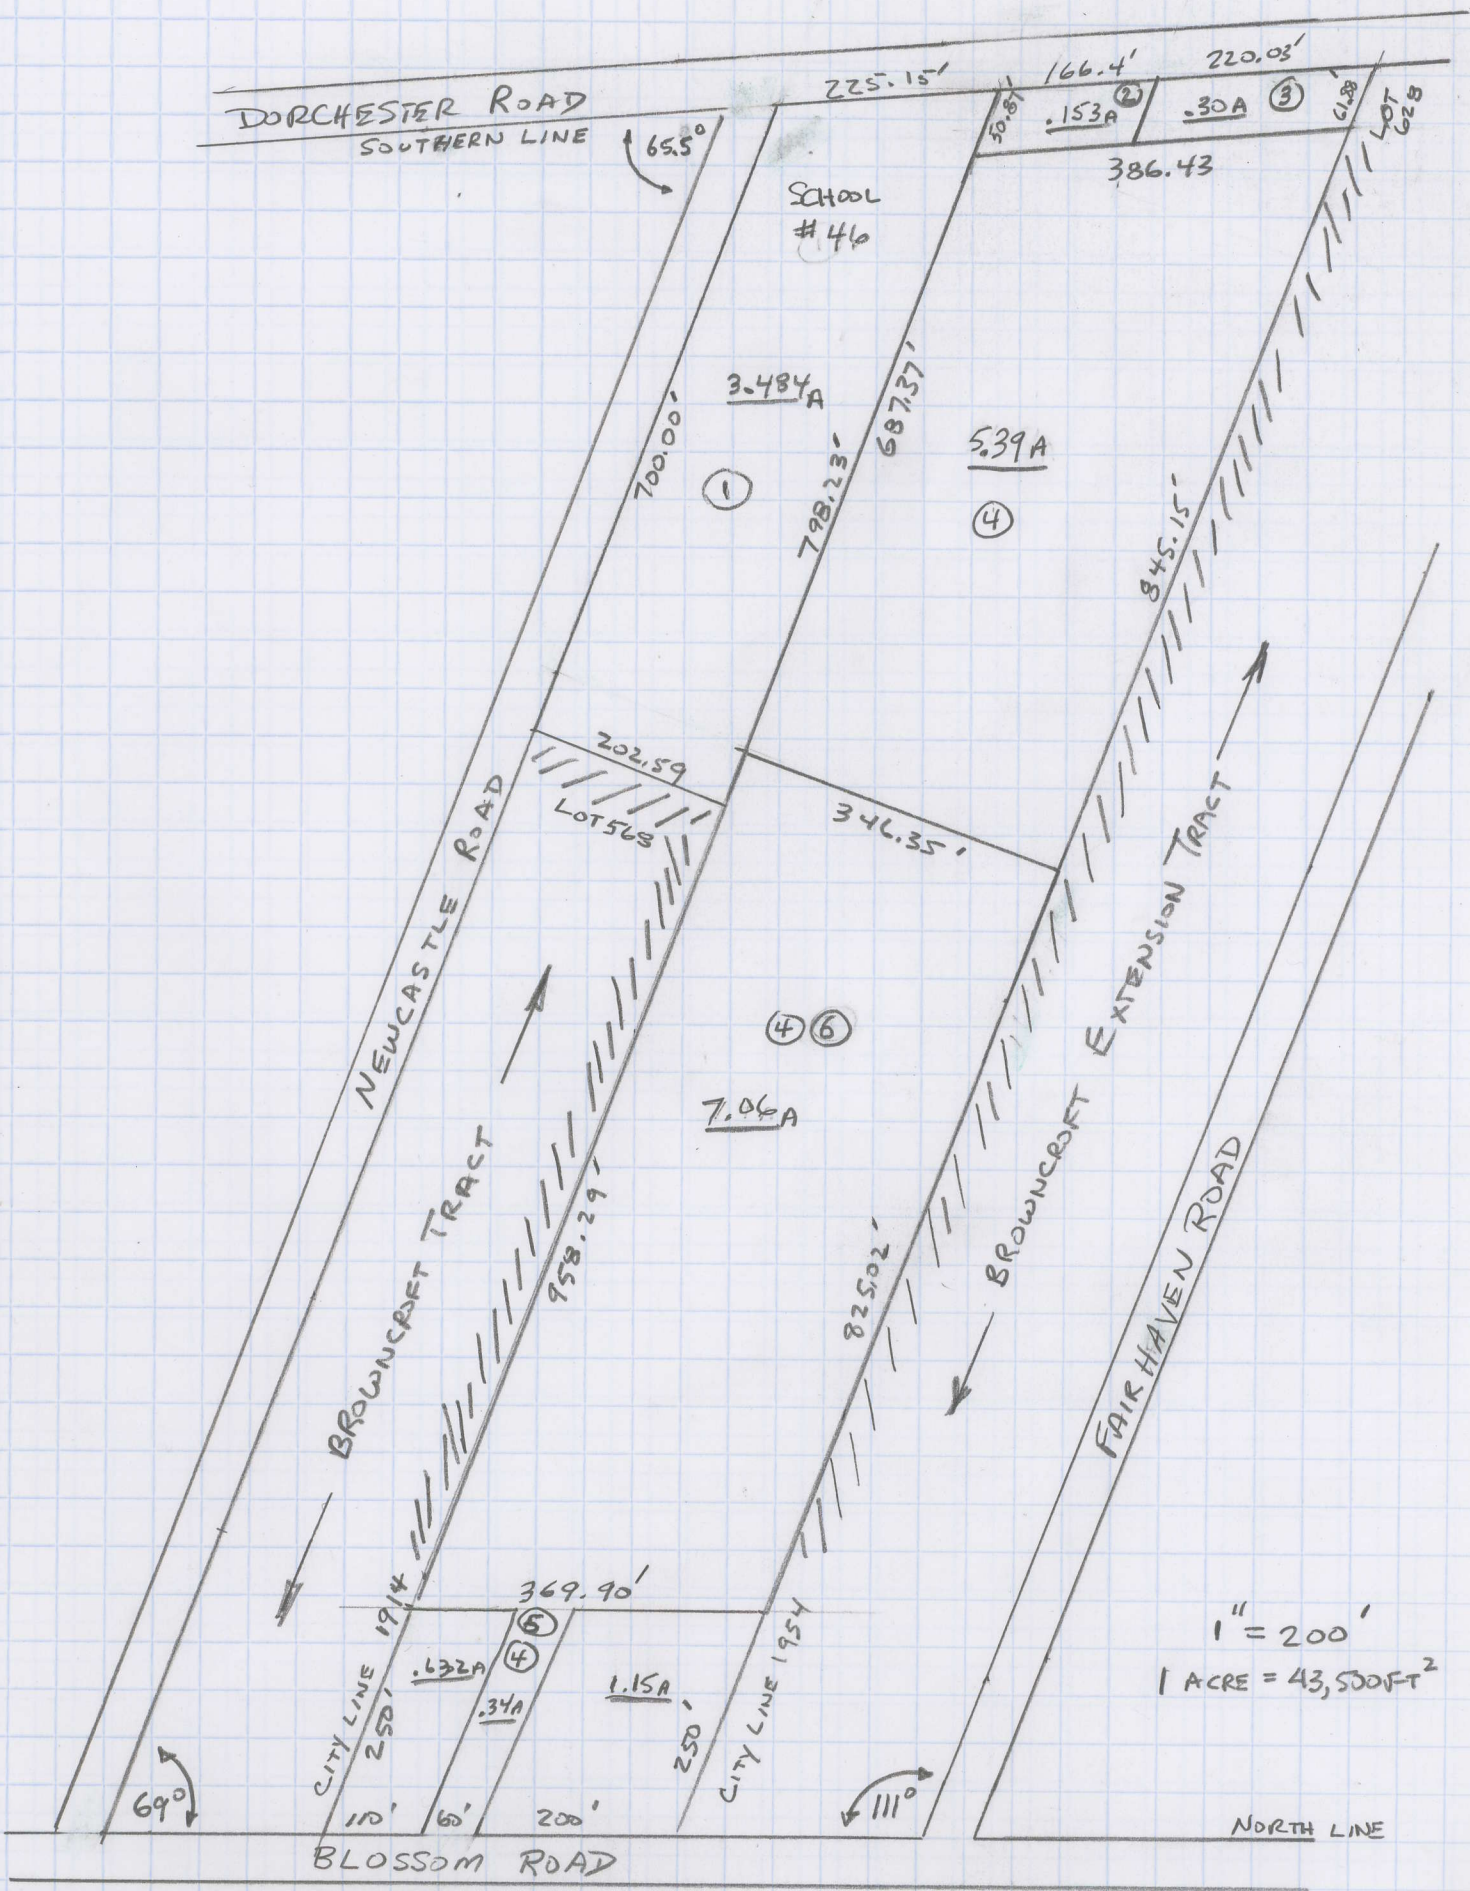 DORCHESTER ROAD
SOUTHERN LINE
65.5°
225.15'
166.4'
220.03'
50.87'
.153A
2
.30A
3
61.88'
LOT
628
386.43
SCHOOL
#46
3.484A
1
700.00'
798.23'
687.37'
5.39A
4
845.15'
202.59
LOT 568
346.35'
NEWCASTLE ROAD
BROWNCROFT TRACT
4 6
7.06A
958.29'
825.02'
BROWNCROFT EXTENSION TRACT
FAIR HAVEN ROAD
369.90'
5
4
.632A
.34A
1.15A
CITY LINE 1914
250'
250'
CITY LINE 1954
69°
110'
60'
200'
111°
1" = 200'
1 ACRE = 43,500FT²
NORTH LINE
BLOSSOM ROAD